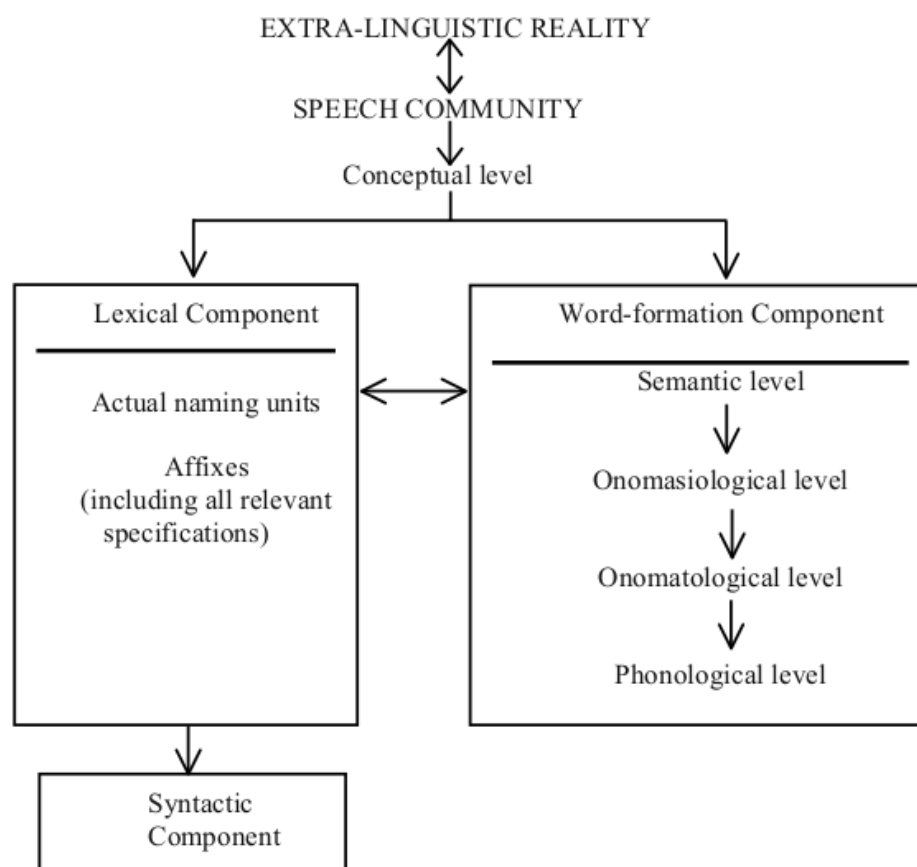 EXTRA-LINGUISTIC REALITY
SPEECH COMMUNITY
Conceptual level
Lexical Component
Actual naming units
Affixes
(including all relevant
specifications)
Word-formation Component
Semantic level
Onomasiological level
Onomatological level
Phonological level
Syntactic
Component